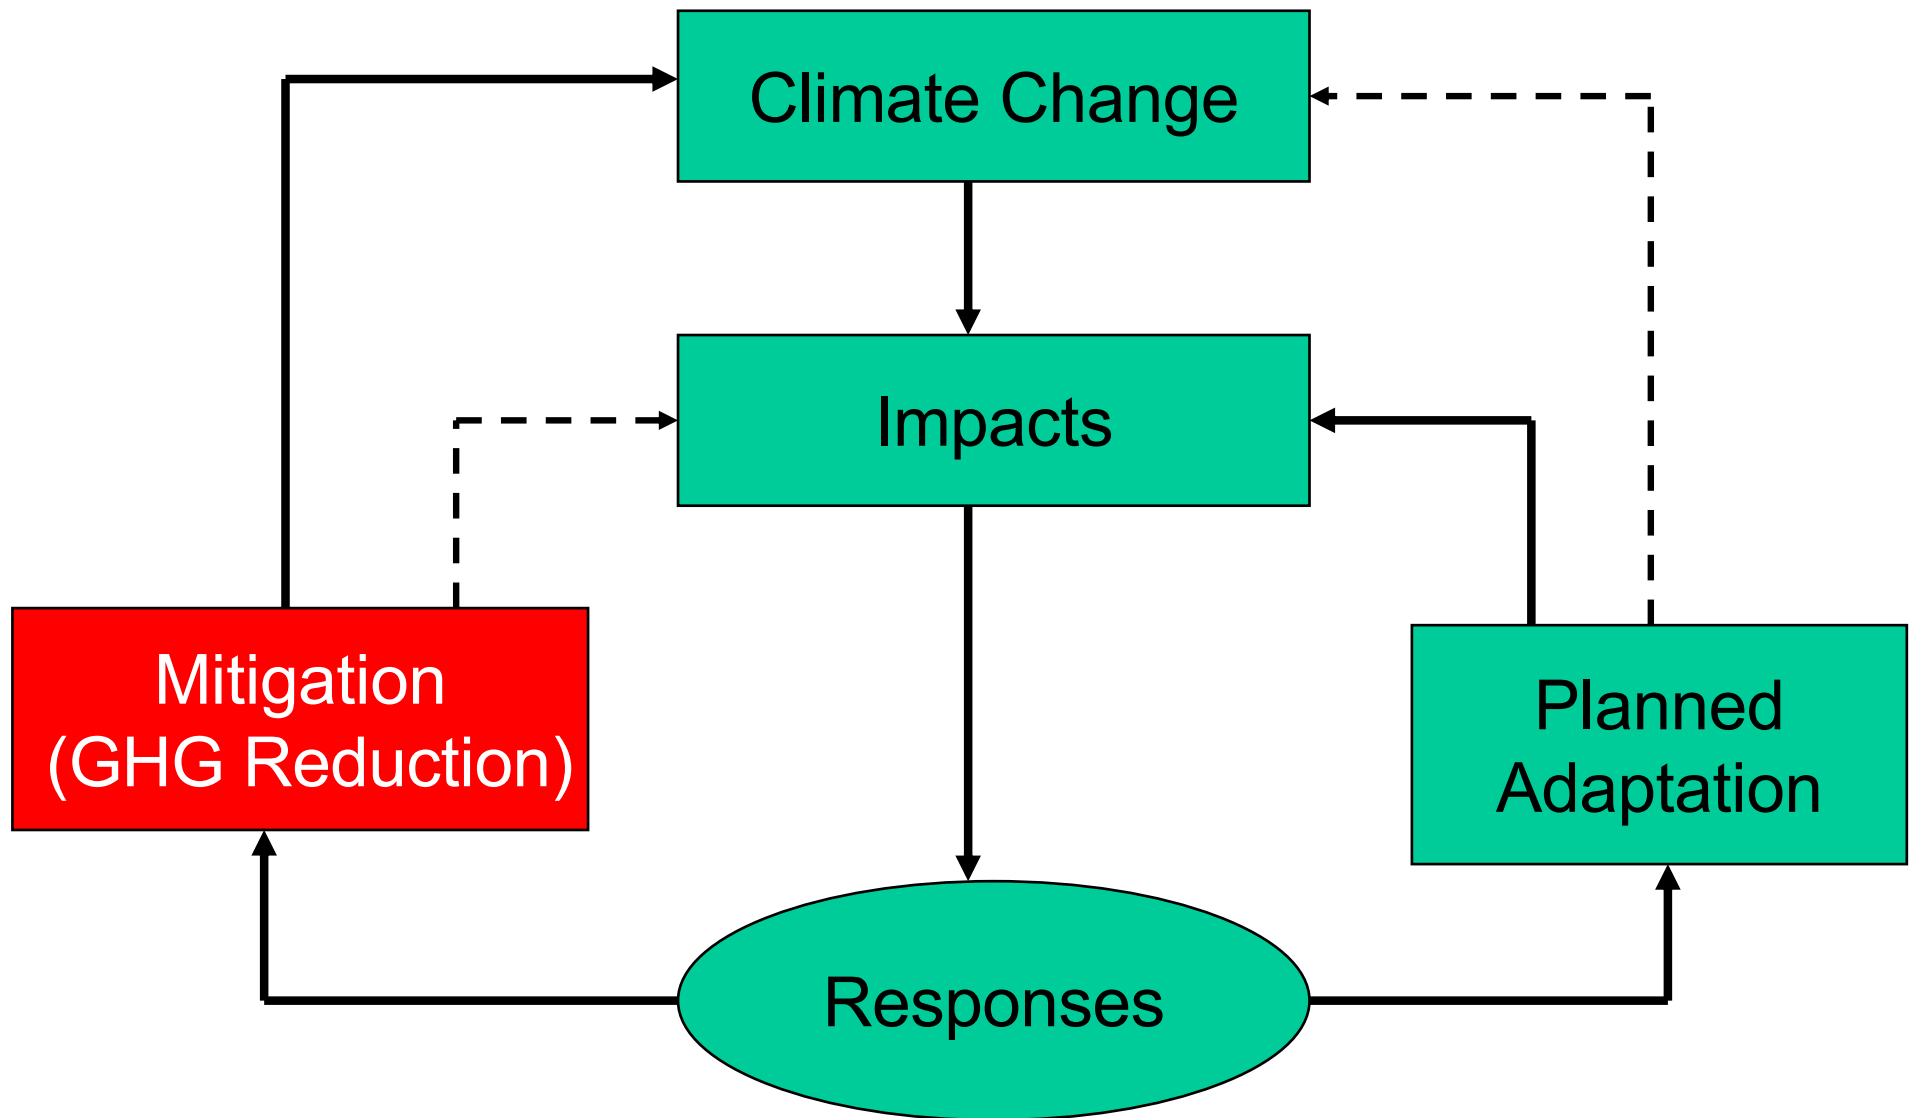 Climate Change
Impacts
Mitigation
(GHG Reduction)
Planned
Adaptation
Responses